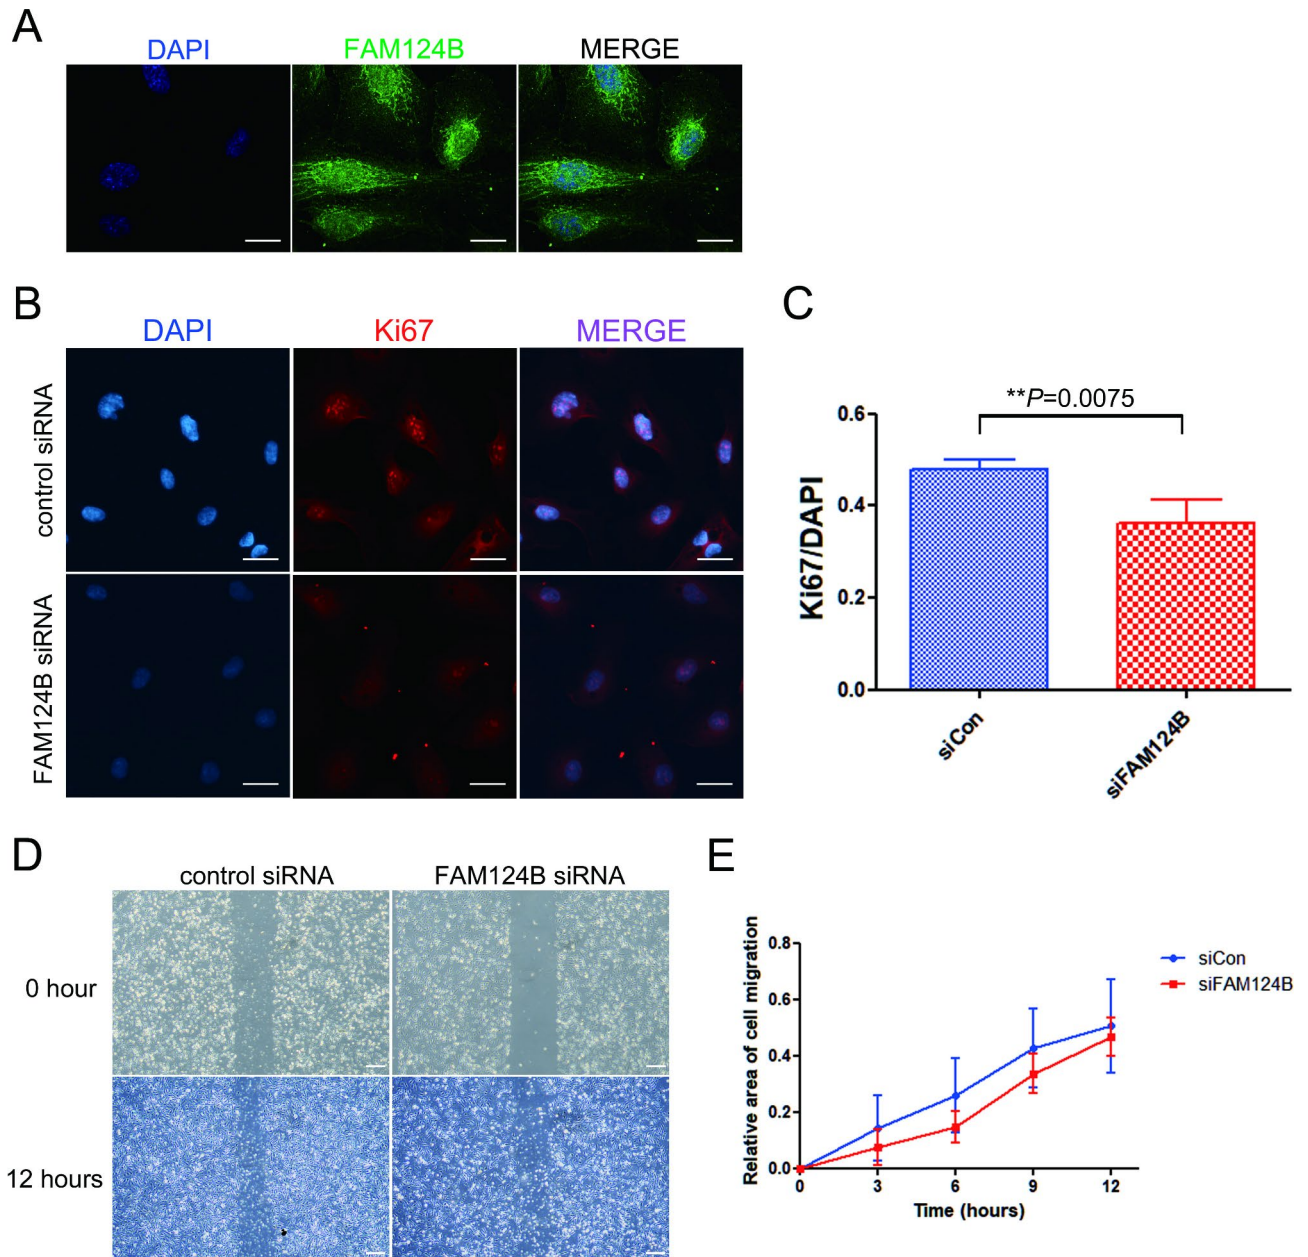 A
DAPI
FAM124B
MERGE
B
DAPI
Ki67
MERGE
control siRNA
FAM124B siRNA
C
**P=0.0075
Ki67/DAPI
0.6
0.4
0.2
0.0
siCon
siFAM124B
D
control siRNA
FAM124B siRNA
0 hour
12 hours
E
Relative area of cell migration
0.8
0.6
0.4
0.2
0.0
0
3
6
9
12
Time (hours)
siCon
siFAM124B